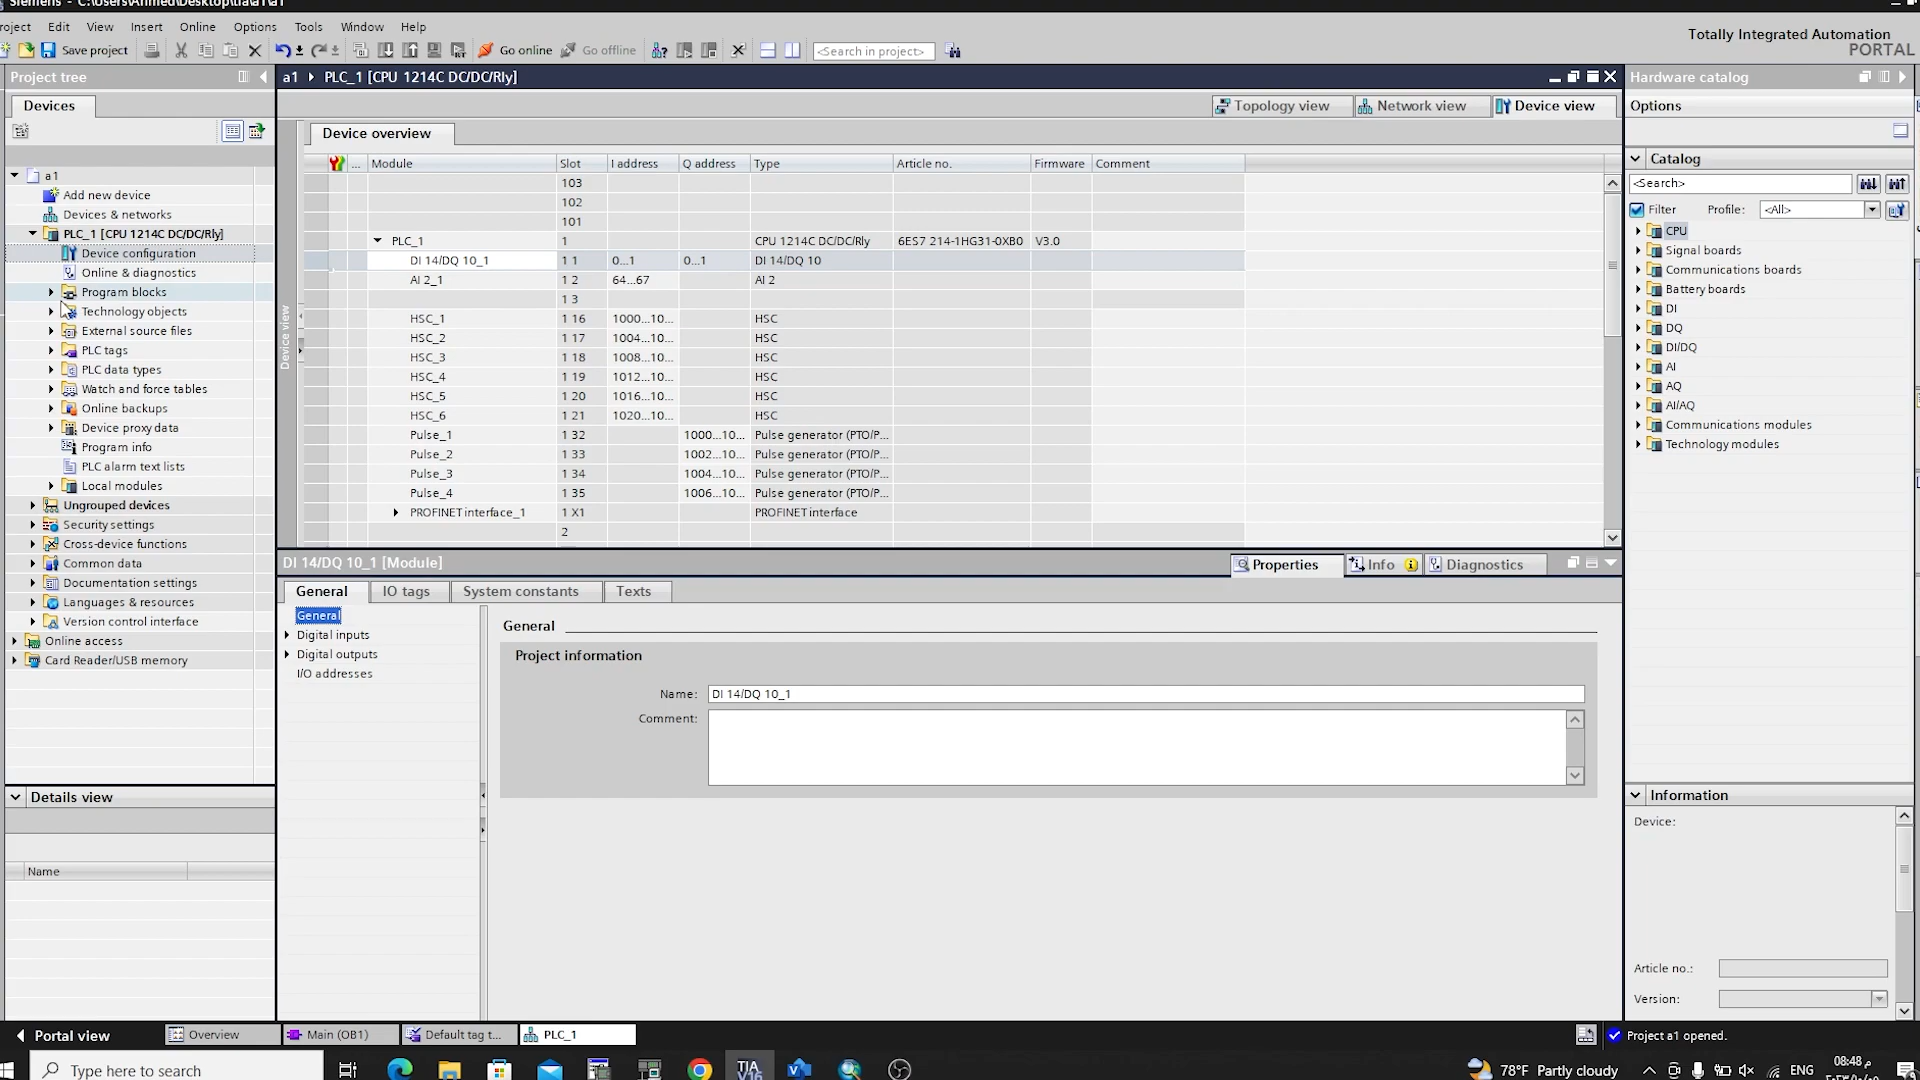 Siemens - C:\Users\Ahmed\Desktop\tia\a1\a1
roject Edit View Insert Online Options Tools Window Help
Save project Go online Go offline <Search in project>
Totally Integrated Automation
PORTAL
Project tree
a1 PLC_1 [CPU 1214C DC/DC/Rly]
Hardware catalog
Devices
Topology view Network view Device view
Options
Device overview
... Module Slot I address Q address Type Article no. Firmware Comment
103
102
101
PLC_1 1 CPU 1214C DC/DC/Rly 6ES7 214-1HG31-0XB0 V3.0
DI 14/DQ 10_1 1 1 0...1 0...1 DI 14/DQ 10
AI 2_1 1 2 64...67 AI 2
1 3
HSC_1 1 16 1000...10... HSC
HSC_2 1 17 1004...10... HSC
HSC_3 1 18 1008...10... HSC
HSC_4 1 19 1012...10... HSC
HSC_5 1 20 1016...10... HSC
HSC_6 1 21 1020...10... HSC
Pulse_1 1 32 1000...10... Pulse generator (PTO/P...
Pulse_2 1 33 1002...10... Pulse generator (PTO/P...
Pulse_3 1 34 1004...10... Pulse generator (PTO/P...
Pulse_4 1 35 1006...10... Pulse generator (PTO/P...
PROFINET interface_1 1 X1 PROFINET interface
2
Device view
a1
Add new device
Devices & networks
PLC_1 [CPU 1214C DC/DC/Rly]
Device configuration
Online & diagnostics
Program blocks
Technology objects
External source files
PLC tags
PLC data types
Watch and force tables
Online backups
Device proxy data
Program info
PLC alarm text lists
Local modules
Ungrouped devices
Security settings
Cross-device functions
Common data
Documentation settings
Languages & resources
Version control interface
Online access
Card Reader/USB memory
Details view
Name
DI 14/DQ 10_1 [Module]
Properties Info Diagnostics
General IO tags System constants Texts
General
Digital inputs
Digital outputs
I/O addresses
General
Project information
Name: DI 14/DQ 10_1
Comment:
Catalog
<Search>
Filter Profile: <All>
CPU
Signal boards
Communications boards
Battery boards
DI
DQ
DI/DQ
AI
AQ
AI/AQ
Communications modules
Technology modules
Information
Device:
Article no.:
Version:
Portal view Overview Main (OB1) Default tag t... PLC_1 Project a1 opened.
Type here to search
TIA V16
78°F Partly cloudy ENG 08:48 م